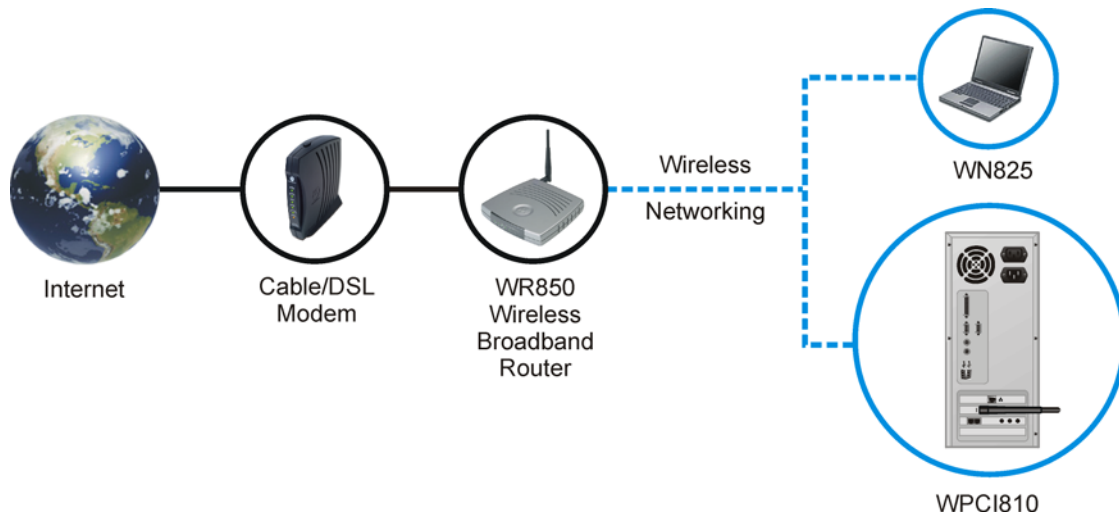 Internet
Cable/DSL
Modem
WR850
Wireless
Broadband
Router
Wireless
Networking
WN825
WPCI810